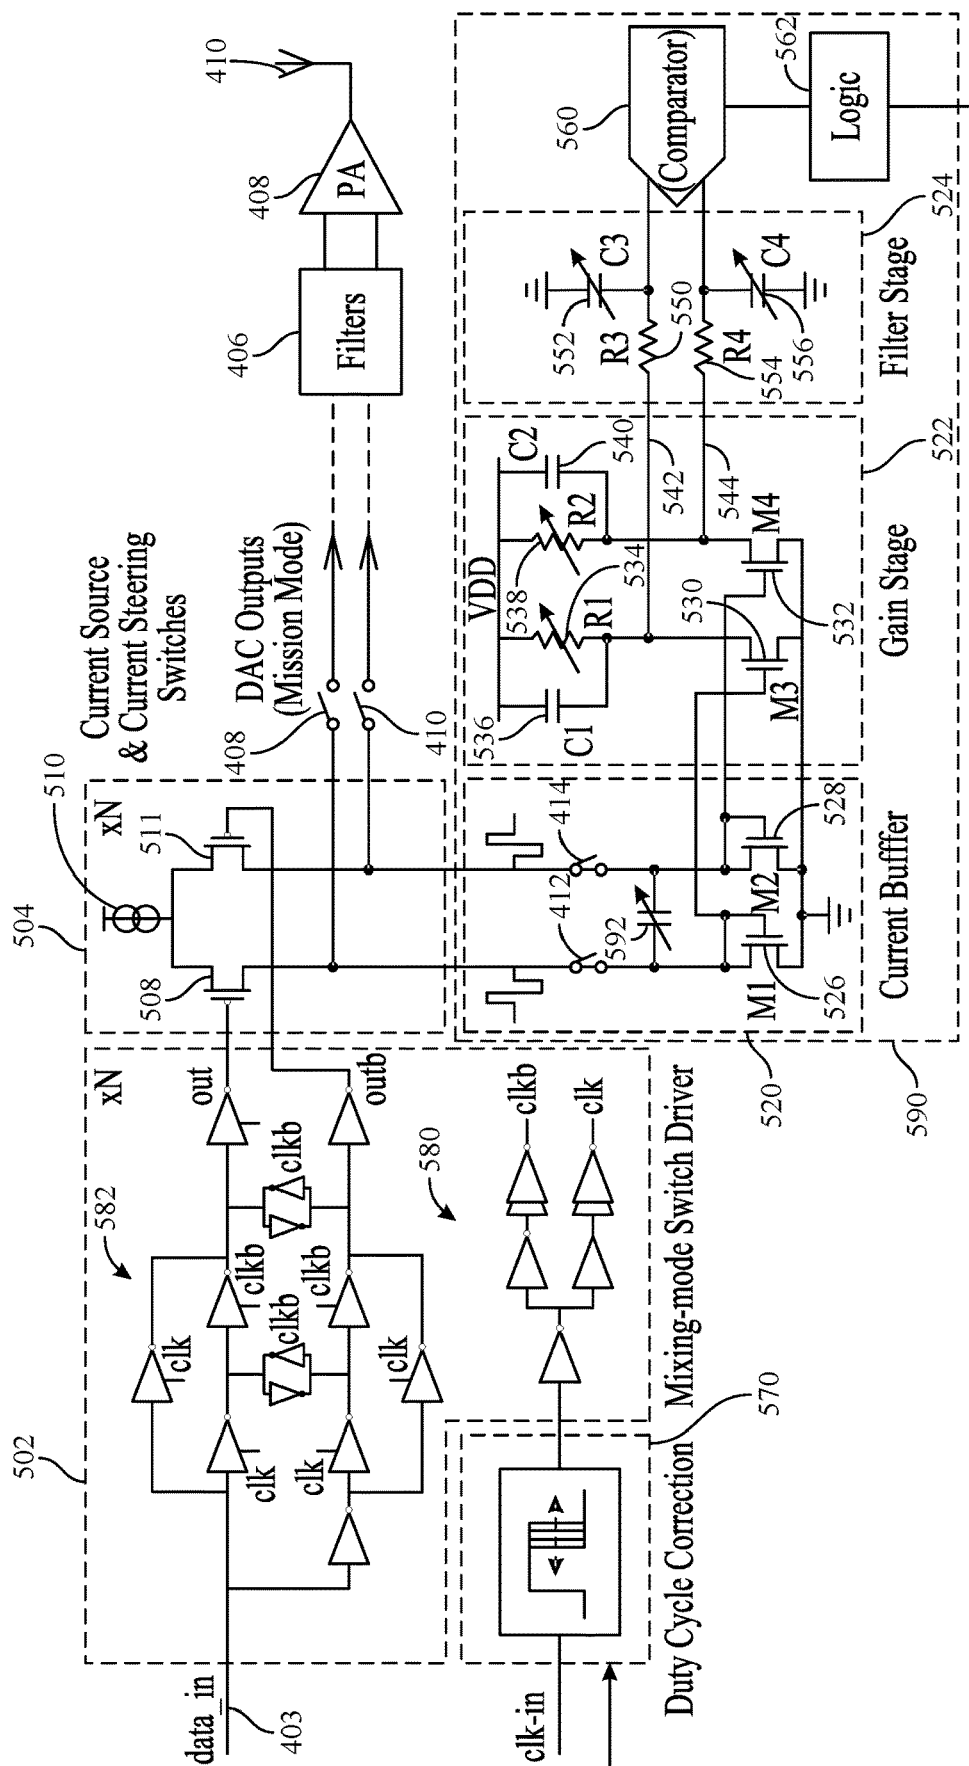 data_in
403
502
582
xN
clk
clk
clkb
clkb
clkb
clkb
clk
clk
out
outb
580
clkb
clk
Mixing-mode Switch Driver
clk-in
570
Duty Cycle Correction
504
510
xN
508
511
Current Source
& Current Steering
Switches
DAC Outputs
(Mission Mode)
408
410
406
Filters
408
PA
410
412
414
592
M1
M2
526
528
520
590
Current Bufffer
VDD
536
C1
538
R1
534
R2
C2
540
542
544
530
M3
M4
532
522
Gain Stage
552
C3
R3
550
R4
554
C4
556
524
Filter Stage
560
(Comparator)
562
Logic